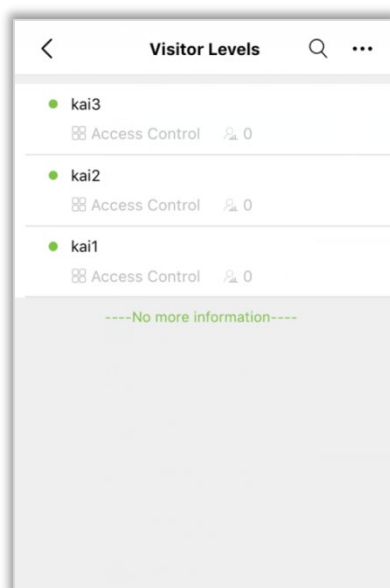 Visitor Levels
kai3
Access Control 0
kai2
Access Control 0
kai1
Access Control 0
----No more information----